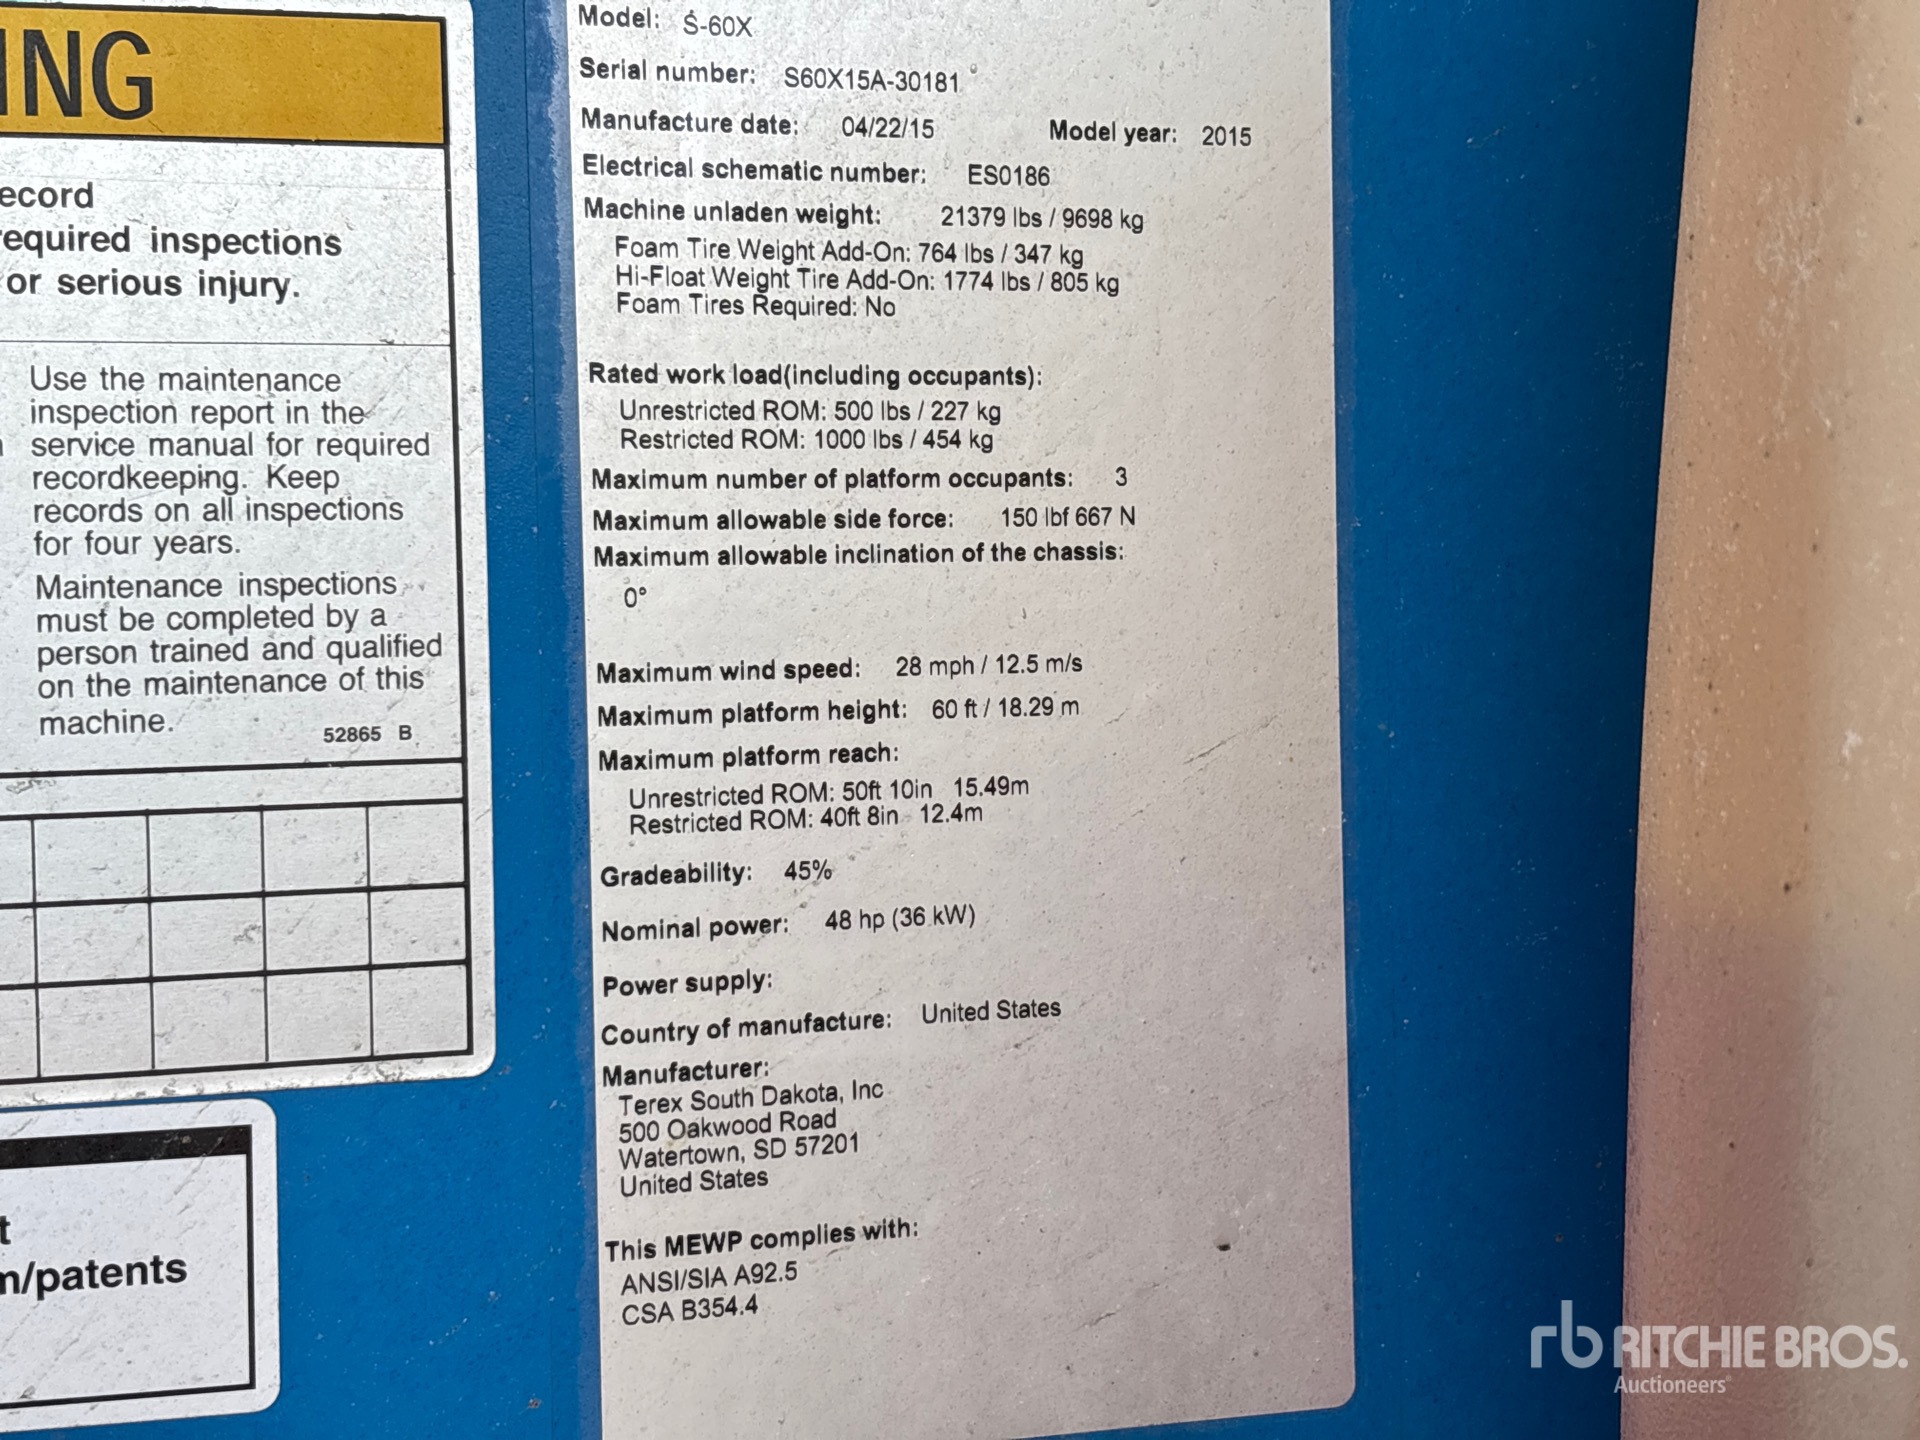 ING
ecord
required inspections
or serious injury.
Use the maintenance
inspection report in the
service manual for required
recordkeeping. Keep
records on all inspections
for four years.
Maintenance inspections
must be completed by a
person trained and qualified
on the maintenance of this
machine.
52865 B
t
m/patents
Model: S-60X
Serial number: S60X15A-30181
Manufacture date: 04/22/15 Model year: 2015
Electrical schematic number: ES0186
Machine unladen weight: 21379 lbs / 9698 kg
Foam Tire Weight Add-On: 764 lbs / 347 kg
Hi-Float Weight Tire Add-On: 1774 lbs / 805 kg
Foam Tires Required: No
Rated work load(including occupants):
Unrestricted ROM: 500 lbs / 227 kg
Restricted ROM: 1000 lbs / 454 kg
Maximum number of platform occupants: 3
Maximum allowable side force: 150 lbf 667 N
Maximum allowable inclination of the chassis:
0°
Maximum wind speed: 28 mph / 12.5 m/s
Maximum platform height: 60 ft / 18.29 m
Maximum platform reach:
Unrestricted ROM: 50ft 10in 15.49m
Restricted ROM: 40ft 8in 12.4m
Gradeability: 45%
Nominal power: 48 hp (36 kW)
Power supply:
Country of manufacture: United States
Manufacturer:
Terex South Dakota, Inc
500 Oakwood Road
Watertown, SD 57201
United States
This MEWP complies with:
ANSI/SIA A92.5
CSA B354.4
rb RITCHIE BROS.
Auctioneers